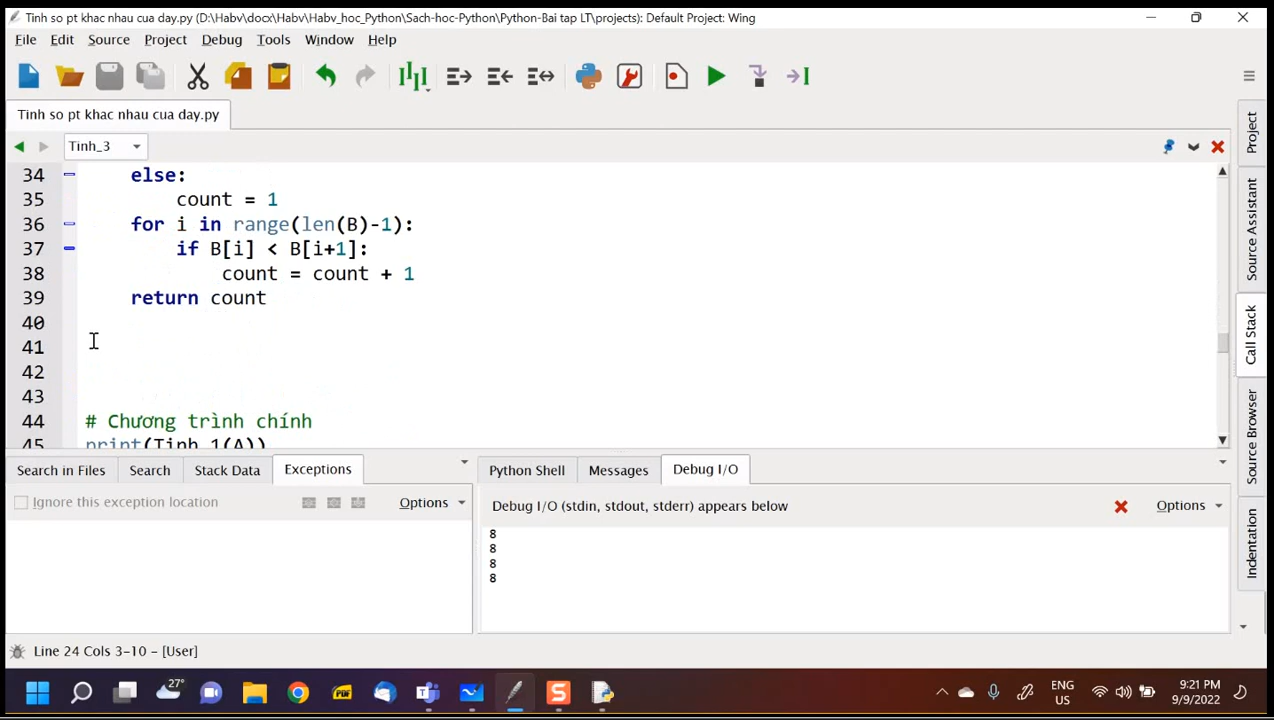 Tinh so pt khac nhau cua day.py (D:\Habv\docx\Habv\Habv_hoc_Python\Sach-hoc-Python\Python-Bai tap LT\projects): Default Project: Wing
File Edit Source Project Debug Tools Window Help
Tinh so pt khac nhau cua day.py
Tinh_3
34 else:
35 count = 1
36 for i in range(len(B)-1):
37 if B[i] < B[i+1]:
38 count = count + 1
39 return count
40
41
42
43
44 # Chương trình chính
45 print(Tinh_1(A))
Project
Source Assistant
Call Stack
Source Browser
Indentation
Search in Files Search Stack Data Exceptions
Ignore this exception location Options
Python Shell Messages Debug I/O
Debug I/O (stdin, stdout, stderr) appears below Options
8
8
8
8
Line 24 Cols 3-10 - [User]
27°
PDF
S
ENG
US
9:21 PM
9/9/2022